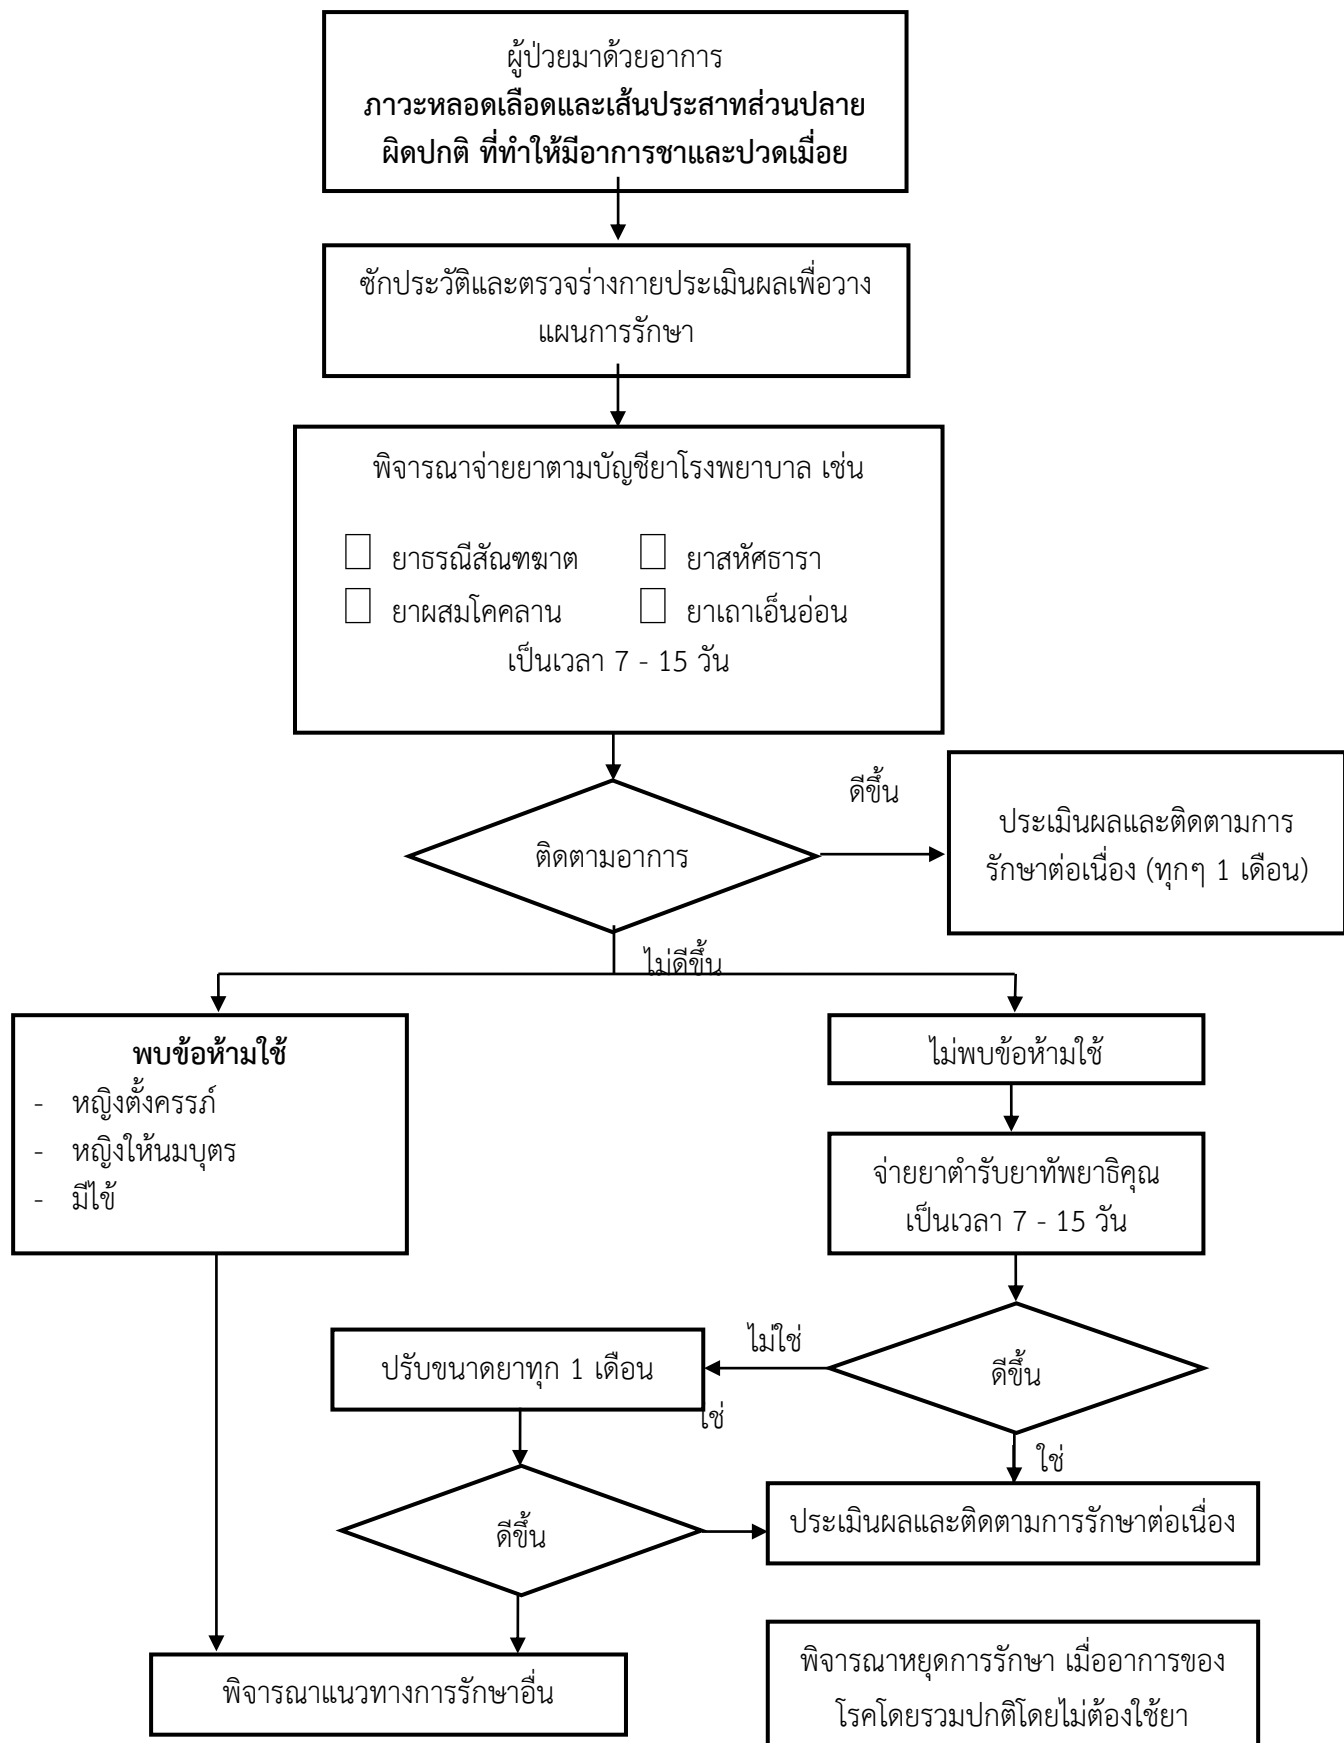 ผู้ป่วยมาด้วยอาการ
ภาวะหลอดเลือดและเส้นประสาทส่วนปลาย
ผิดปกติ ที่ทำให้มีอาการชาและปวดเมื่อย
ซักประวัติและตรวจร่างกายประเมินผลเพื่อวาง
แผนการรักษา
พิจารณาจ่ายยาตามบัญชียาโรงพยาบาล เช่น
ยาธรณีสัณฑฆาต ยาสหัศธารา
ยาผสมโคคลาน ยาเถาเอ็นอ่อน
เป็นเวลา 7 - 15 วัน
ดีขึ้น
ติดตามอาการ
ประเมินผลและติดตามการ
รักษาต่อเนื่อง (ทุกๆ 1 เดือน)
ไม่ดีขึ้น
พบข้อห้ามใช้
- หญิงตั้งครรภ์
- หญิงให้นมบุตร
- มีไข้
ไม่พบข้อห้ามใช้
จ่ายยาตำรับยาทัพยาธิคุณ
เป็นเวลา 7 - 15 วัน
ไม่ใช่
ปรับขนาดยาทุก 1 เดือน
ดีขึ้น
ใช่
ใช่
ดีขึ้น
ประเมินผลและติดตามการรักษาต่อเนื่อง
พิจารณาแนวทางการรักษาอื่น
พิจารณาหยุดการรักษา เมื่ออาการของ
โรคโดยรวมปกติโดยไม่ต้องใช้ยา